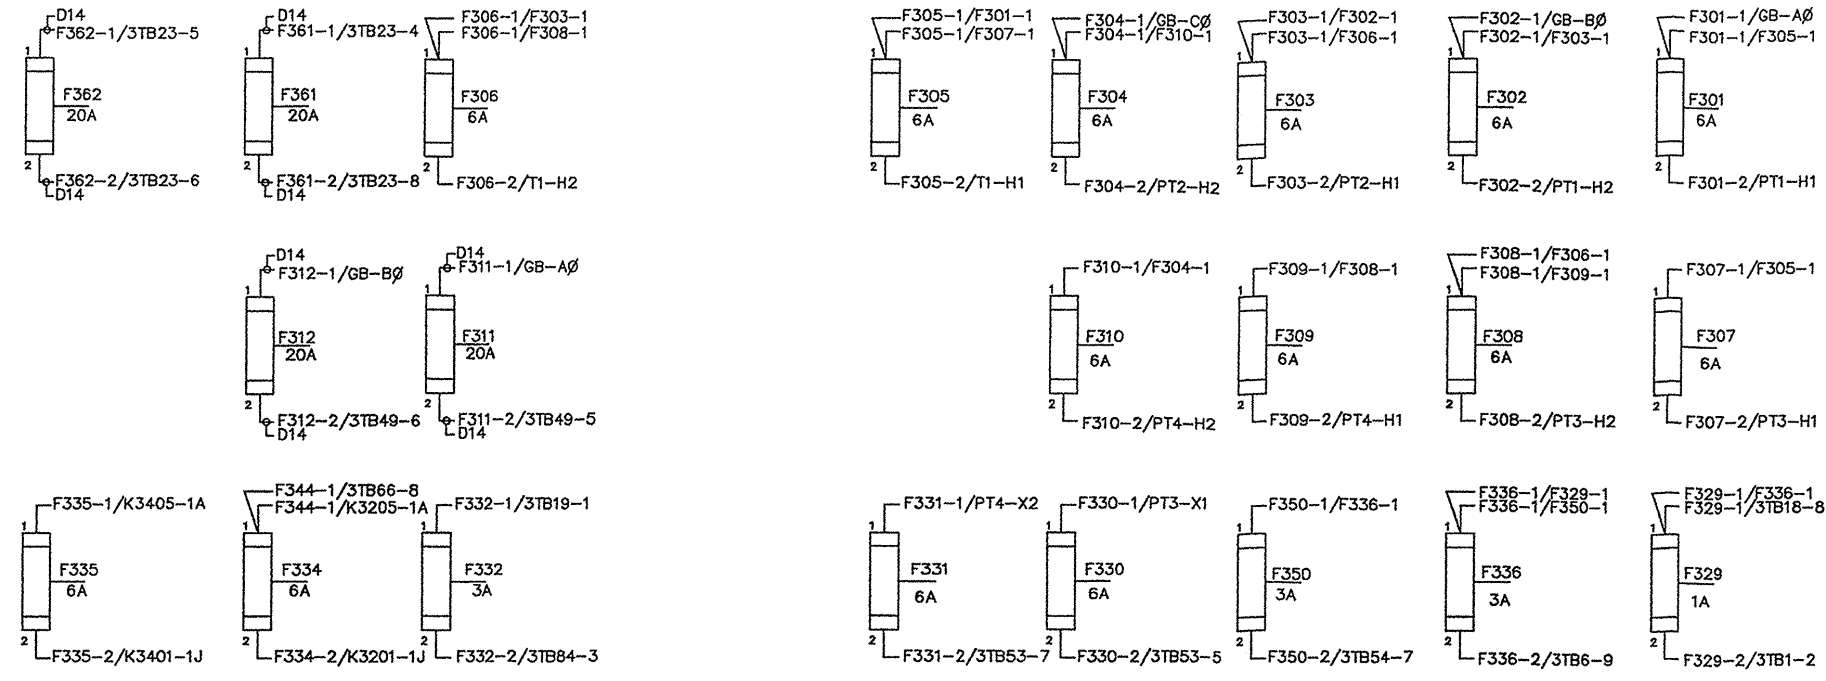 D14
F362-1/3TB23-5
1
F362
20A
2
F362-2/3TB23-6
D14
D14
F361-1/3TB23-4
1
F361
20A
2
F361-2/3TB23-8
D14
F306-1/F303-1
F306-1/F308-1
1
F306
6A
2
F306-2/T1-H2
F305-1/F301-1
F305-1/F307-1
1
F305
6A
2
F305-2/T1-H1
F304-1/GB-CØ
F304-1/F310-1
1
F304
6A
2
F304-2/PT2-H2
F303-1/F302-1
F303-1/F306-1
1
F303
6A
2
F303-2/PT2-H1
F302-1/GB-BØ
F302-1/F303-1
1
F302
6A
2
F302-2/PT1-H2
F301-1/GB-AØ
F301-1/F305-1
1
F301
6A
2
F301-2/PT1-H1
D14
F312-1/GB-BØ
1
F312
20A
2
F312-2/3TB49-6
D14
D14
F311-1/GB-AØ
1
F311
20A
2
F311-2/3TB49-5
D14
F310-1/F304-1
1
F310
6A
2
F310-2/PT4-H2
F309-1/F308-1
1
F309
6A
2
F309-2/PT4-H1
F308-1/F306-1
F308-1/F309-1
1
F308
6A
2
F308-2/PT3-H2
F307-1/F305-1
1
F307
6A
2
F307-2/PT3-H1
F335-1/K3405-1A
1
F335
6A
2
F335-2/K3401-1J
F344-1/3TB66-8
F344-1/K3205-1A
1
F334
6A
2
F334-2/K3201-1J
F332-1/3TB19-1
1
F332
3A
2
F332-2/3TB84-3
F331-1/PT4-X2
1
F331
6A
2
F331-2/3TB53-7
F330-1/PT3-X1
1
F330
6A
2
F330-2/3TB53-5
F350-1/F336-1
1
F350
3A
2
F350-2/3TB54-7
F336-1/F329-1
F336-1/F350-1
1
F336
3A
2
F336-2/3TB6-9
F329-1/F336-1
F329-1/3TB18-8
1
F329
1A
2
F329-2/3TB1-2